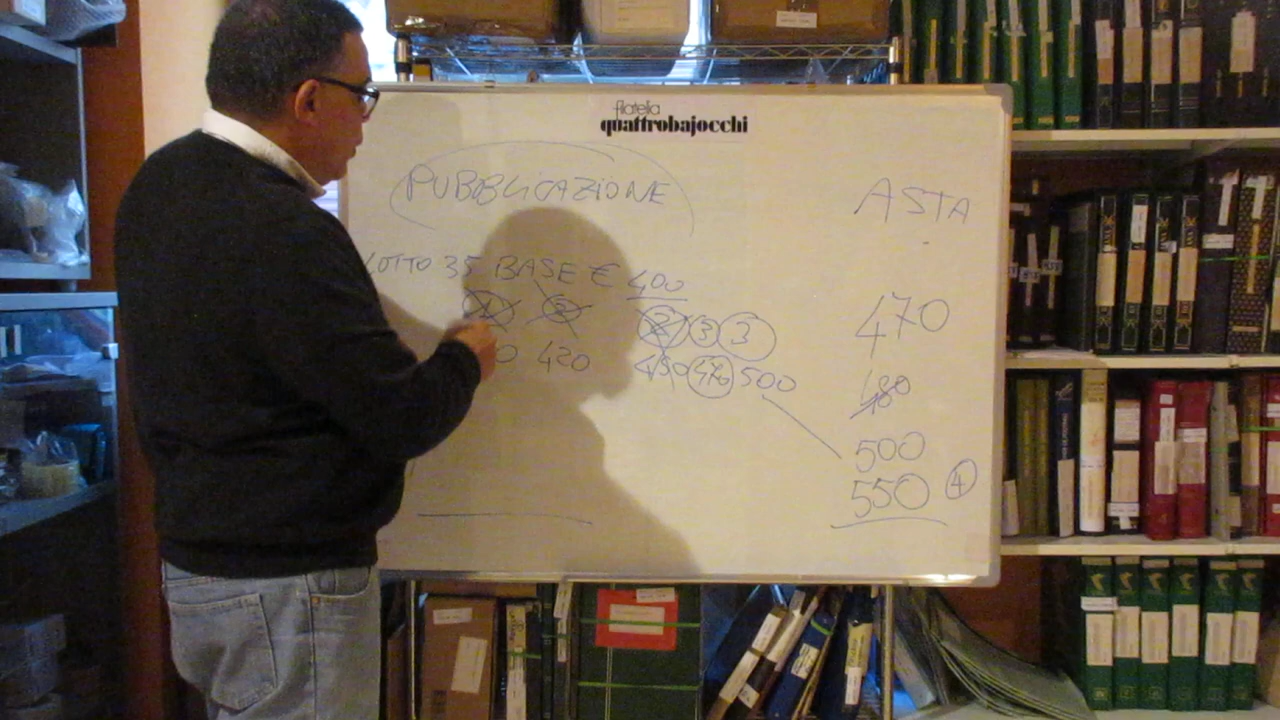 filatelia
quattrobajocchi
PUBBLICAZIONE
ASTA
LOTTO 35 BASE € 400
2 3 3
420 450 470 500
470
480
500
550 4